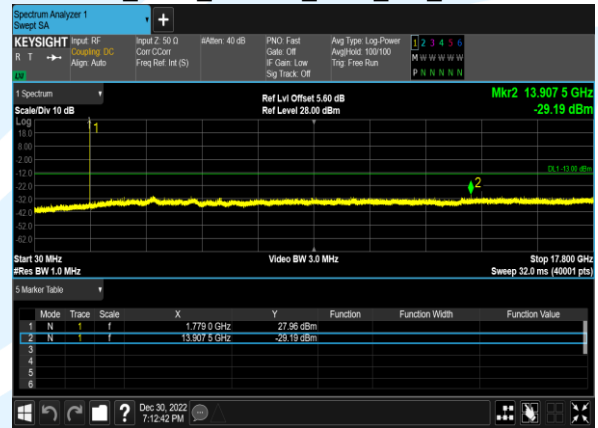 Spectrum Analyzer 1
Swept SA
+
KEYSIGHT Input: RF Input Z: 50 Ω #Atten: 40 dB PNO: Fast Avg Type: Log-Power 1 2 3 4 5 6
R T Coupling: DC Corr CCorr Gate: Off Avg|Hold: 100/100 M W W W W W
Align: Auto Freq Ref: Int (S) IF Gain: Low Trig: Free Run
Sig Track: Off P N N N N N
1 Spectrum Ref Lvl Offset 5.60 dB Mkr2 13.907 5 GHz
Scale/Div 10 dB Ref Level 28.00 dBm -29.19 dBm
Log
18.0
8.00
-2.00
-12.0
-22.0
-32.0
-42.0
-52.0
-62.0
1
DL1 -13.00 dBm
2
Start 30 MHz Video BW 3.0 MHz Stop 17.800 GHz
#Res BW 1.0 MHz Sweep 32.0 ms (40001 pts)
5 Marker Table
Mode Trace Scale X Y Function Function Width Function Value
1 N 1 f 1.779 0 GHz 27.96 dBm
2 N 1 f 13.907 5 GHz -29.19 dBm
3
4
5
6
? Dec 30, 2022
7:12:42 PM